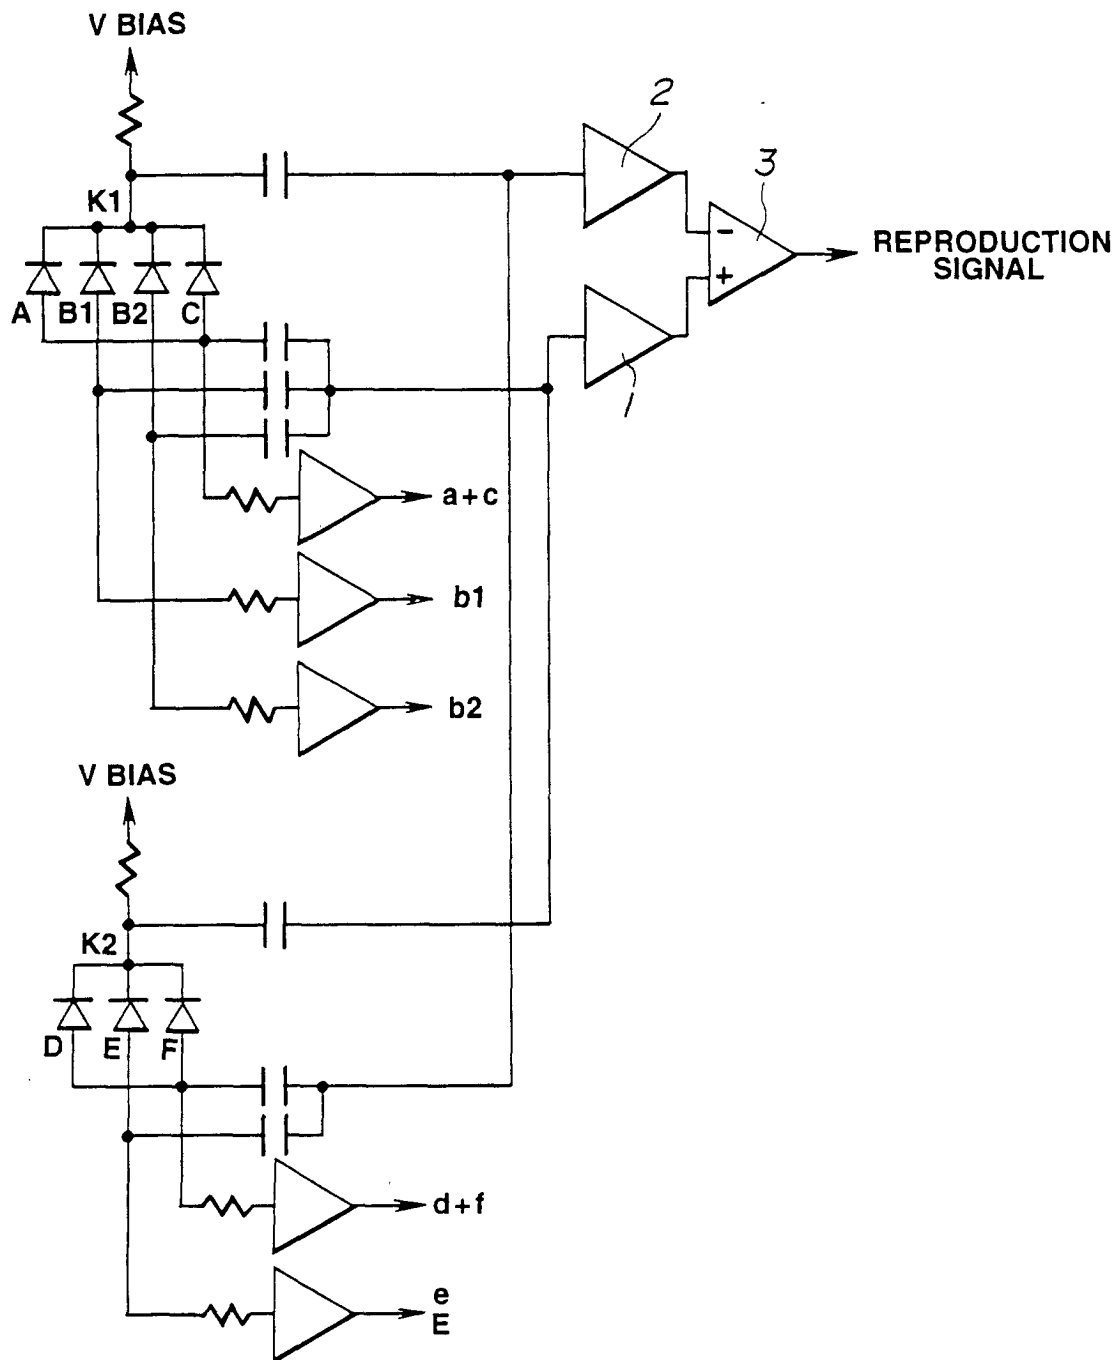 V BIAS
2
3
K1
−
REPRODUCTION
SIGNAL
+
A B1 B2 C
1
a+c
b1
b2
V BIAS
K2
D E F
d+f
e
E